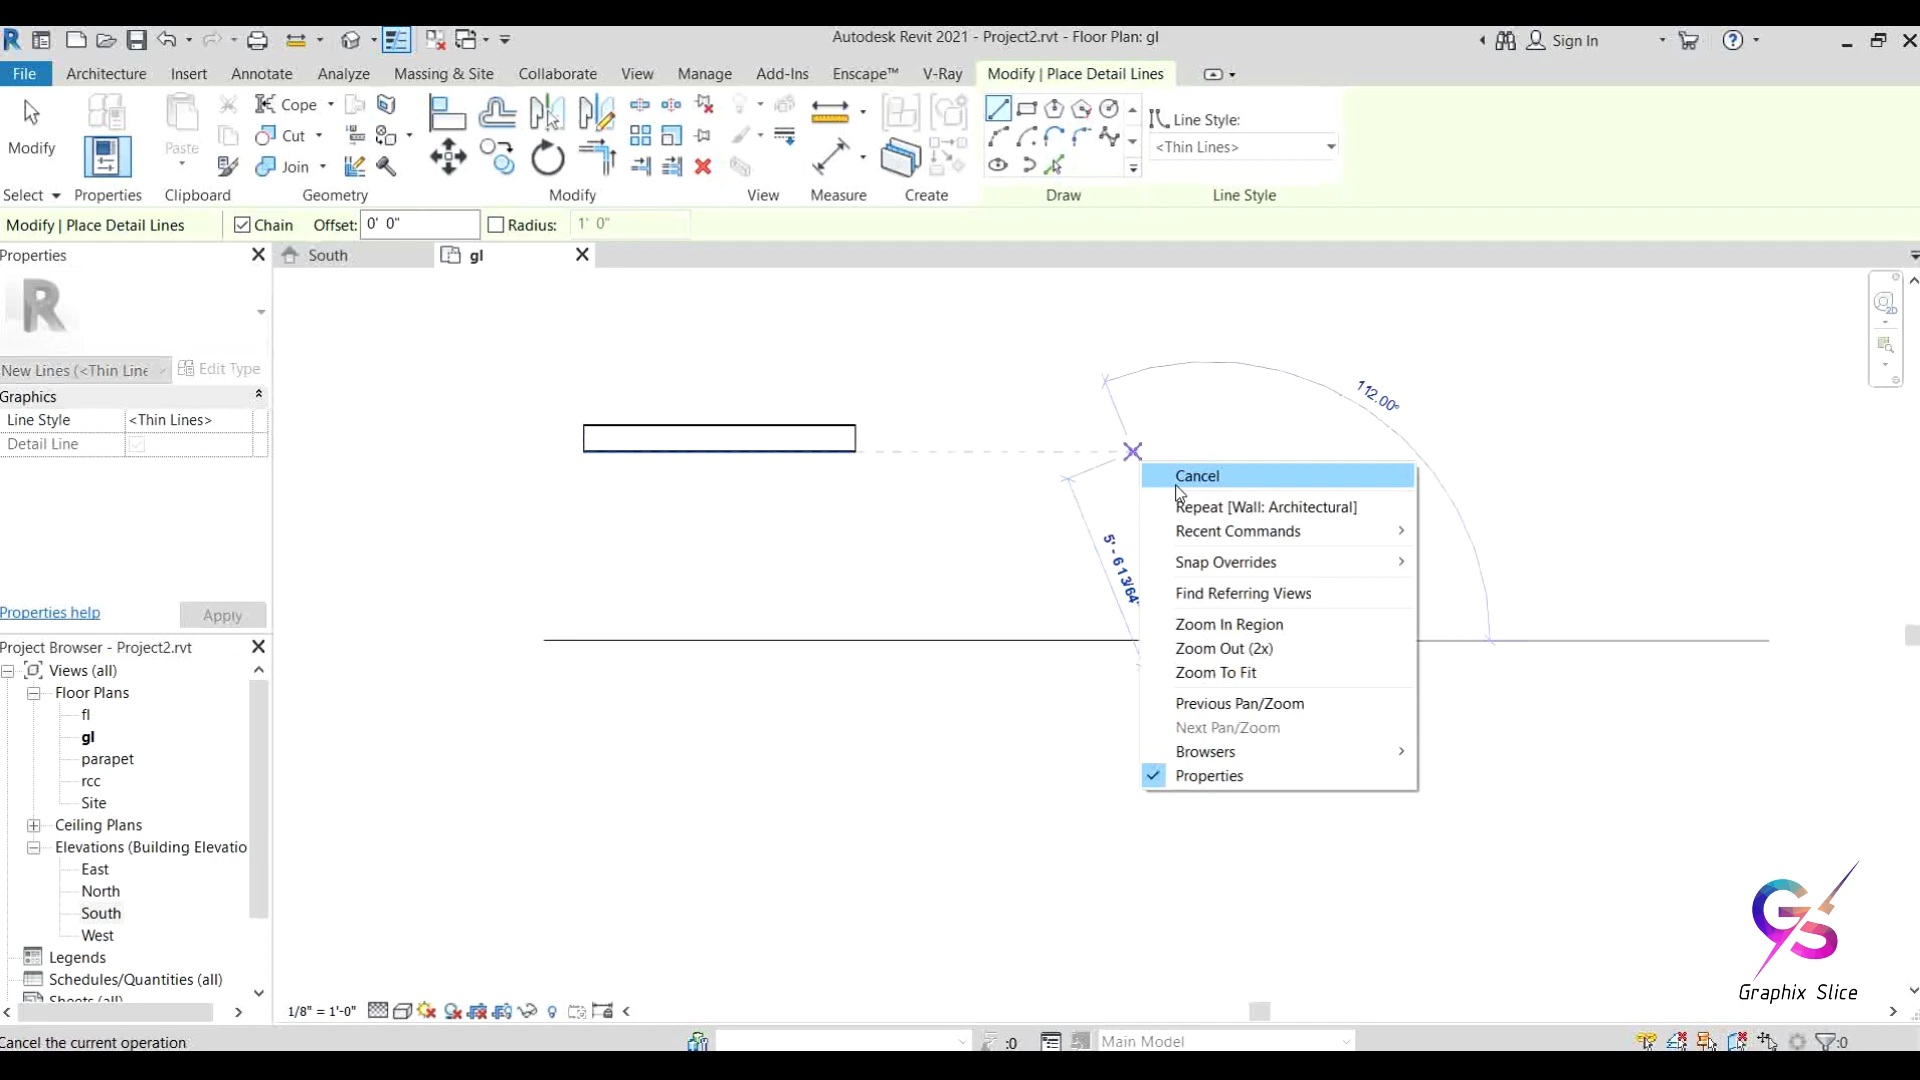 Autodesk Revit 2021 - Project2.rvt - Floor Plan: gl
Sign In
File Architecture Insert Annotate Analyze Massing & Site Collaborate View Manage Add-Ins Enscape™ V-Ray Modify | Place Detail Lines
Modify
Paste
Cope
Cut
Join
Line Style:
<Thin Lines>
Select Properties Clipboard Geometry Modify View Measure Create Draw Line Style
Modify | Place Detail Lines Chain Offset: 0' 0" Radius: 1' 0"
Properties
South gl
New Lines (<Thin Line Edit Type
Graphics
Line Style <Thin Lines>
Detail Line
Properties help Apply
Project Browser - Project2.rvt
Views (all)
Floor Plans
fl
gl
parapet
rcc
Site
Ceiling Plans
Elevations (Building Elevatio
East
North
South
West
Legends
Schedules/Quantities (all)
Sheets (all)
112.00°
5' - 6 13/64"
Cancel
Repeat [Wall: Architectural]
Recent Commands
Snap Overrides
Find Referring Views
Zoom In Region
Zoom Out (2x)
Zoom To Fit
Previous Pan/Zoom
Next Pan/Zoom
Browsers
Properties
GS
Graphix Slice
1/8" = 1'-0"
Cancel the current operation
:0
Main Model
:0
2D